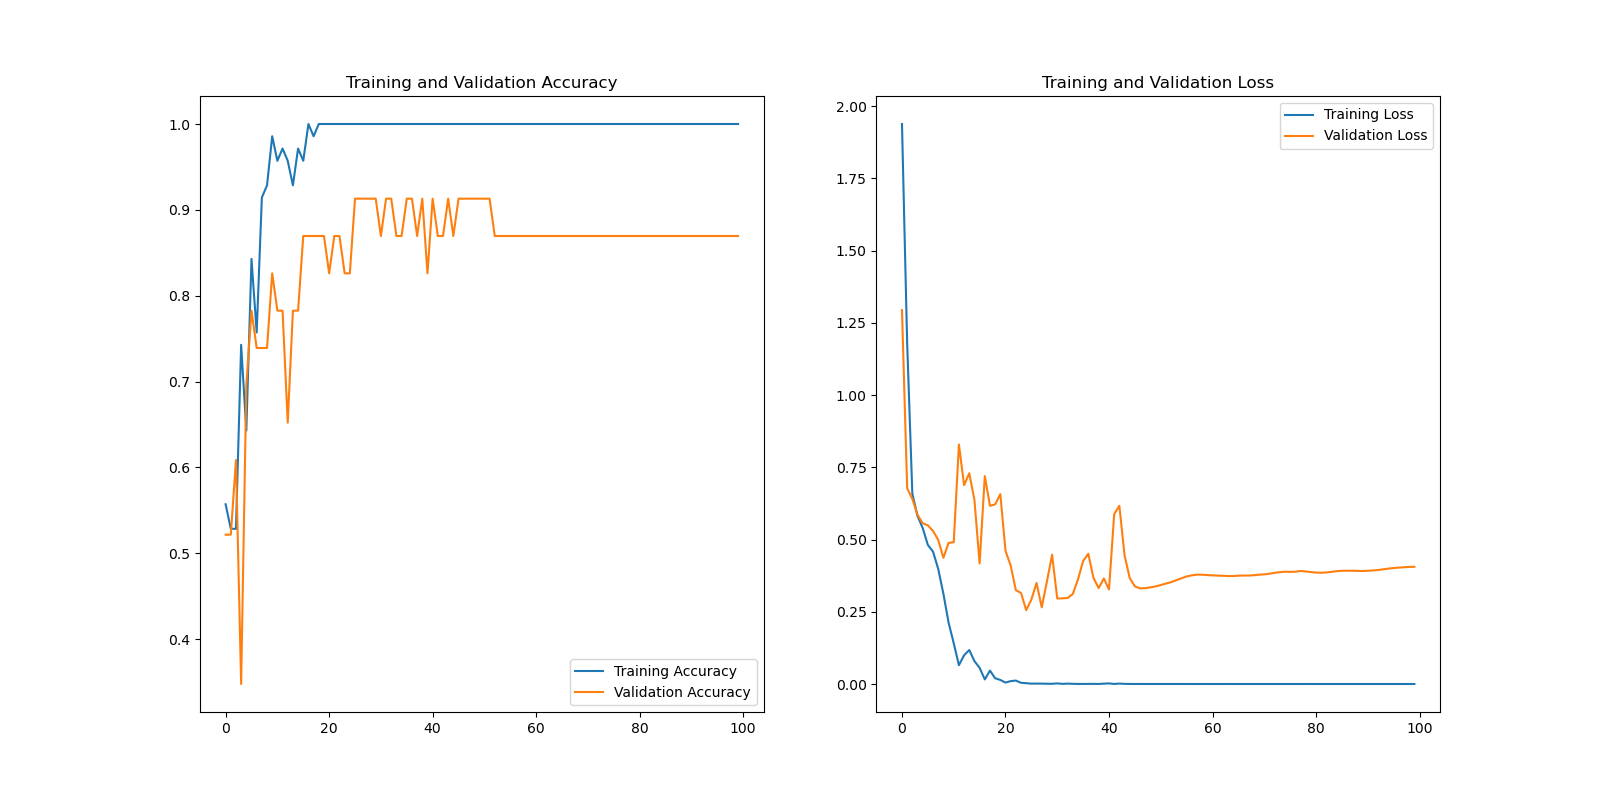 Training and Validation Accuracy
1.0
0.9
0.8
0.7
0.6
0.5
0.4
0 20 40 60 80 100
Training Accuracy
Validation Accuracy
Training and Validation Loss
2.00
1.75
1.50
1.25
1.00
0.75
0.50
0.25
0.00
0 20 40 60 80 100
Training Loss
Validation Loss